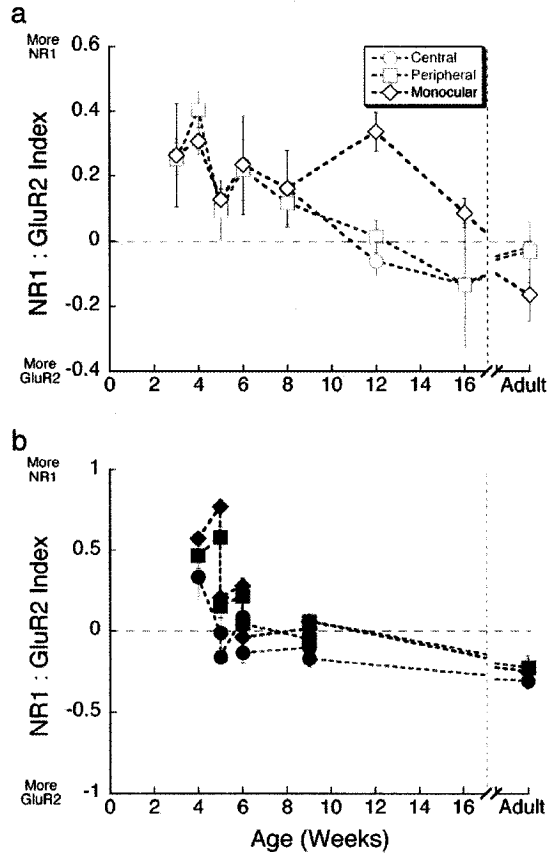 a
More
NR1
0.6
0.4
0.2
0
-0.2
-0.4
More
GluR2
NR1 : GluR2 Index
Central
Peripheral
Monocular
0 2 4 6 8 10 12 14 16 Adult
b
More
NR1
1
0.5
0
-0.5
-1
More
GluR2
NR1 : GluR2 Index
0 2 4 6 8 10 12 14 16 Adult
Age (Weeks)